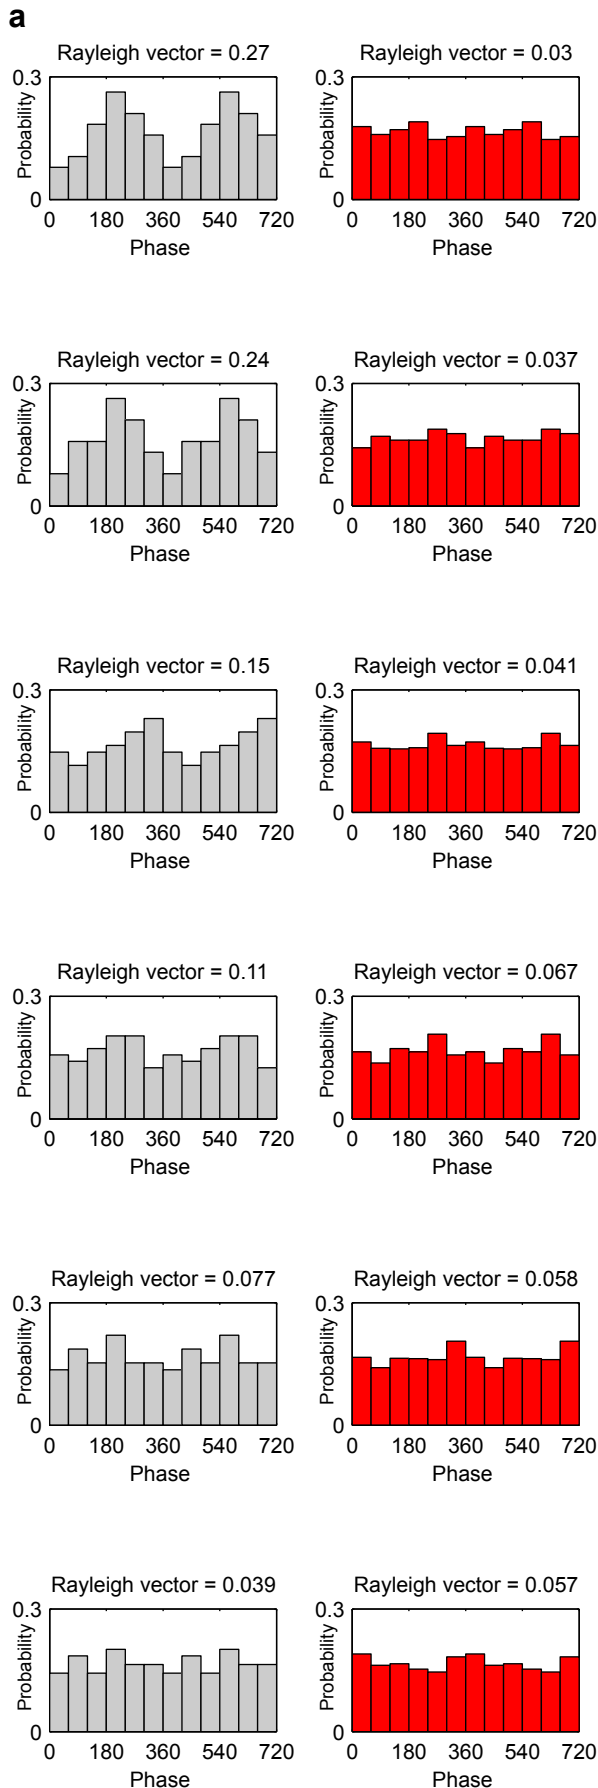 a
Rayleigh vector = 0.27
0.3
Probability
0
0 180 360 540 720
Phase
Rayleigh vector = 0.03
0.3
Probability
0
0 180 360 540 720
Phase
Rayleigh vector = 0.24
0.3
Probability
0
0 180 360 540 720
Phase
Rayleigh vector = 0.037
0.3
Probability
0
0 180 360 540 720
Phase
Rayleigh vector = 0.15
0.3
Probability
0
0 180 360 540 720
Phase
Rayleigh vector = 0.041
0.3
Probability
0
0 180 360 540 720
Phase
Rayleigh vector = 0.11
0.3
Probability
0
0 180 360 540 720
Phase
Rayleigh vector = 0.067
0.3
Probability
0
0 180 360 540 720
Phase
Rayleigh vector = 0.077
0.3
Probability
0
0 180 360 540 720
Phase
Rayleigh vector = 0.058
0.3
Probability
0
0 180 360 540 720
Phase
Rayleigh vector = 0.039
0.3
Probability
0
0 180 360 540 720
Phase
Rayleigh vector = 0.057
0.3
Probability
0
0 180 360 540 720
Phase